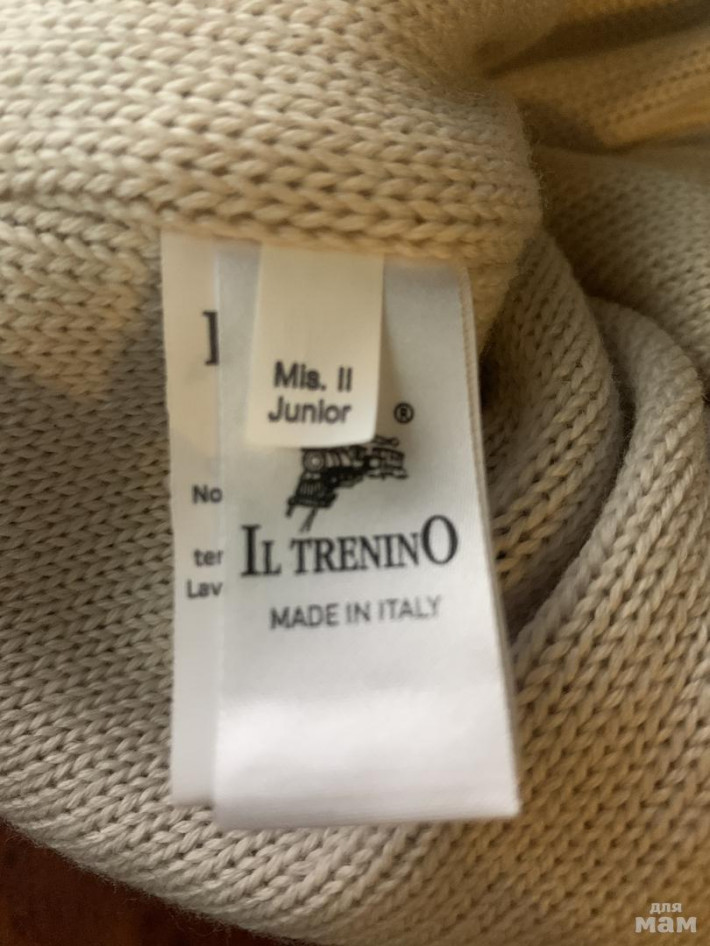 Mis. II
Junior
®
IL TRENINO
MADE IN ITALY
No
ter
Lav
для
мам